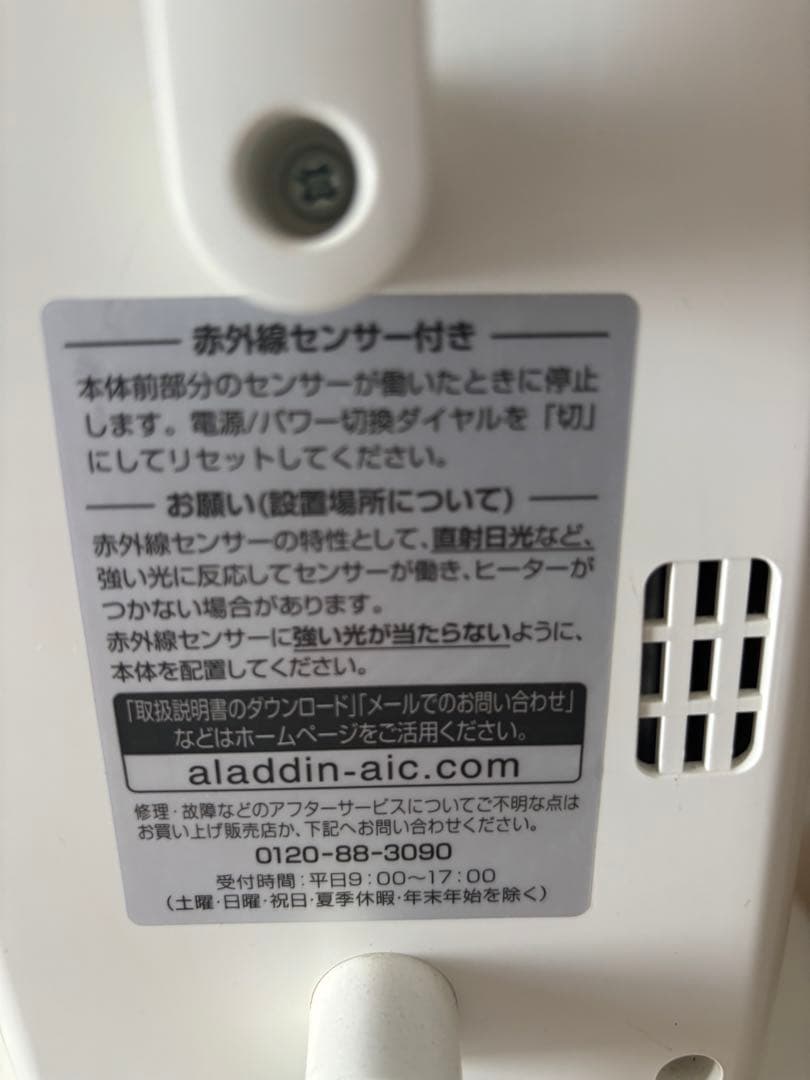 赤外線センサー付き
本体前部分のセンサーが働いたときに停止
します。電源/パワー切換ダイヤルを「切」
にしてリセットしてください。
お願い(設置場所について)
赤外線センサーの特性として、直射日光など、
強い光に反応してセンサーが働き、ヒーターが
つかない場合があります。
赤外線センサーに強い光が当たらないように、
本体を配置してください。
「取扱説明書のダウンロード」「メールでのお問い合わせ」
などはホームページをご活用ください。
aladdin-aic.com
修理・故障などのアフターサービスについてご不明な点は
お買い上げ販売店か、下記へお問い合わせください。
0120-88-3090
受付時間:平日9:00〜17:00
(土曜・日曜・祝日・夏季休暇・年末年始を除く)